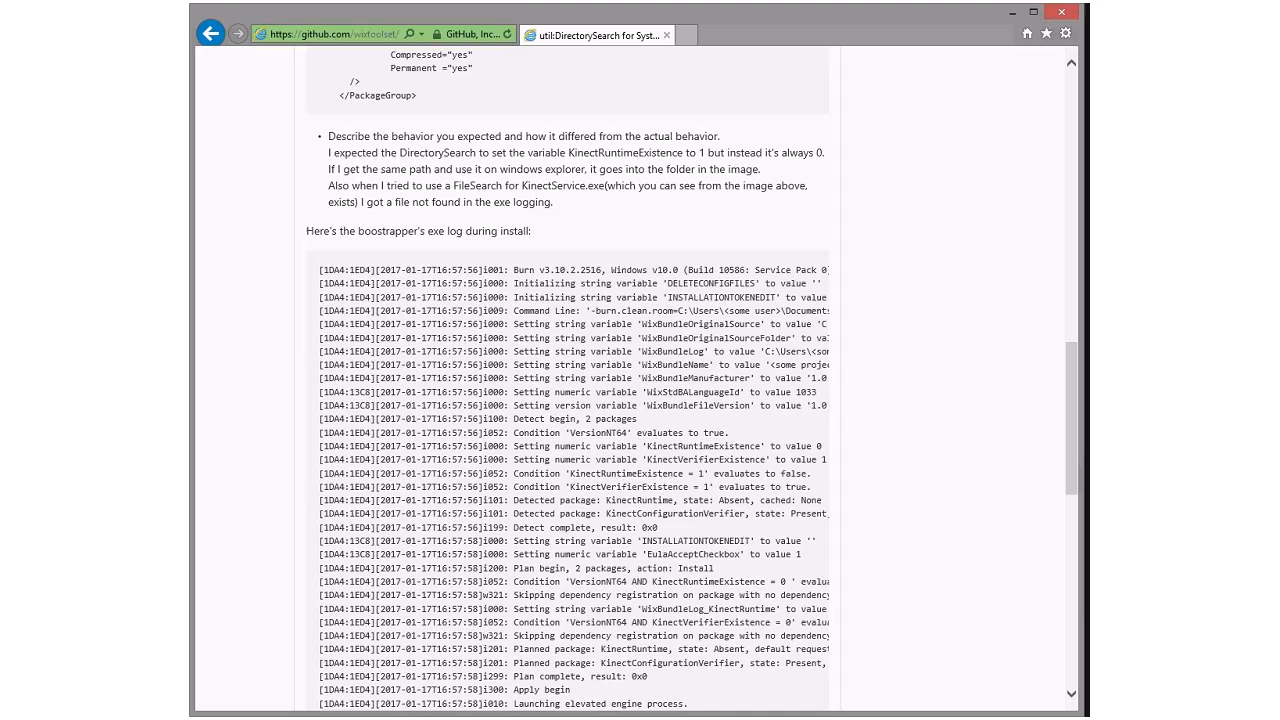 https://github.com/wixtoolset/
GitHub, Inc...
util:DirectorySearch for Syst...
Compressed="yes"
Permanent ="yes"
/>
</PackageGroup>
• Describe the behavior you expected and how it differed from the actual behavior.
I expected the DirectorySearch to set the variable KinectRuntimeExistence to 1 but instead it's always 0.
If I get the same path and use it on windows explorer, it goes into the folder in the image.
Also when I tried to use a FileSearch for KinectService.exe(which you can see from the image above,
exists) I got a file not found in the exe logging.
Here's the boostrapper's exe log during install:
[1DA4:1ED4][2017-01-17T16:57:56]i001: Burn v3.10.2.2516, Windows v10.0 (Build 10586: Service Pack 0)
[1DA4:1ED4][2017-01-17T16:57:56]i000: Initializing string variable 'DELETECONFIGFILES' to value ''
[1DA4:1ED4][2017-01-17T16:57:56]i000: Initializing string variable 'INSTALLATIONTOKENEDIT' to value
[1DA4:1ED4][2017-01-17T16:57:56]i009: Command Line: '-burn.clean.room=C:\Users\<some user>\Documents
[1DA4:1ED4][2017-01-17T16:57:56]i000: Setting string variable 'WixBundleOriginalSource' to value 'C
[1DA4:1ED4][2017-01-17T16:57:56]i000: Setting string variable 'WixBundleOriginalSourceFolder' to val
[1DA4:1ED4][2017-01-17T16:57:56]i000: Setting string variable 'WixBundleLog' to value 'C:\Users\<som
[1DA4:1ED4][2017-01-17T16:57:56]i000: Setting string variable 'WixBundleName' to value '<some projec
[1DA4:1ED4][2017-01-17T16:57:56]i000: Setting string variable 'WixBundleManufacturer' to value '1.0
[1DA4:13C8][2017-01-17T16:57:56]i000: Setting numeric variable 'WixStdBALanguageId' to value 1033
[1DA4:13C8][2017-01-17T16:57:56]i000: Setting version variable 'WixBundleFileVersion' to value '1.0
[1DA4:1ED4][2017-01-17T16:57:56]i100: Detect begin, 2 packages
[1DA4:1ED4][2017-01-17T16:57:56]i052: Condition 'VersionNT64' evaluates to true.
[1DA4:1ED4][2017-01-17T16:57:56]i000: Setting numeric variable 'KinectRuntimeExistence' to value 0
[1DA4:1ED4][2017-01-17T16:57:56]i000: Setting numeric variable 'KinectVerifierExistence' to value 1
[1DA4:1ED4][2017-01-17T16:57:56]i052: Condition 'KinectRuntimeExistence = 1' evaluates to false.
[1DA4:1ED4][2017-01-17T16:57:56]i052: Condition 'KinectVerifierExistence = 1' evaluates to true.
[1DA4:1ED4][2017-01-17T16:57:56]i101: Detected package: KinectRuntime, state: Absent, cached: None
[1DA4:1ED4][2017-01-17T16:57:56]i101: Detected package: KinectConfigurationVerifier, state: Present,
[1DA4:1ED4][2017-01-17T16:57:56]i199: Detect complete, result: 0x0
[1DA4:13C8][2017-01-17T16:57:58]i000: Setting string variable 'INSTALLATIONTOKENEDIT' to value ''
[1DA4:13C8][2017-01-17T16:57:58]i000: Setting numeric variable 'EulaAcceptCheckbox' to value 1
[1DA4:1ED4][2017-01-17T16:57:58]i200: Plan begin, 2 packages, action: Install
[1DA4:1ED4][2017-01-17T16:57:58]i052: Condition 'VersionNT64 AND KinectRuntimeExistence = 0 ' evalua
[1DA4:1ED4][2017-01-17T16:57:58]w321: Skipping dependency registration on package with no dependency
[1DA4:1ED4][2017-01-17T16:57:58]i000: Setting string variable 'WixBundleLog_KinectRuntime' to value
[1DA4:1ED4][2017-01-17T16:57:58]i052: Condition 'VersionNT64 AND KinectVerifierExistence = 0' evalua
[1DA4:1ED4][2017-01-17T16:57:58]w321: Skipping dependency registration on package with no dependency
[1DA4:1ED4][2017-01-17T16:57:58]i201: Planned package: KinectRuntime, state: Absent, default request
[1DA4:1ED4][2017-01-17T16:57:58]i201: Planned package: KinectConfigurationVerifier, state: Present,
[1DA4:1ED4][2017-01-17T16:57:58]i299: Plan complete, result: 0x0
[1DA4:1ED4][2017-01-17T16:57:58]i300: Apply begin
[1DA4:1ED4][2017-01-17T16:57:58]i010: Launching elevated engine process.